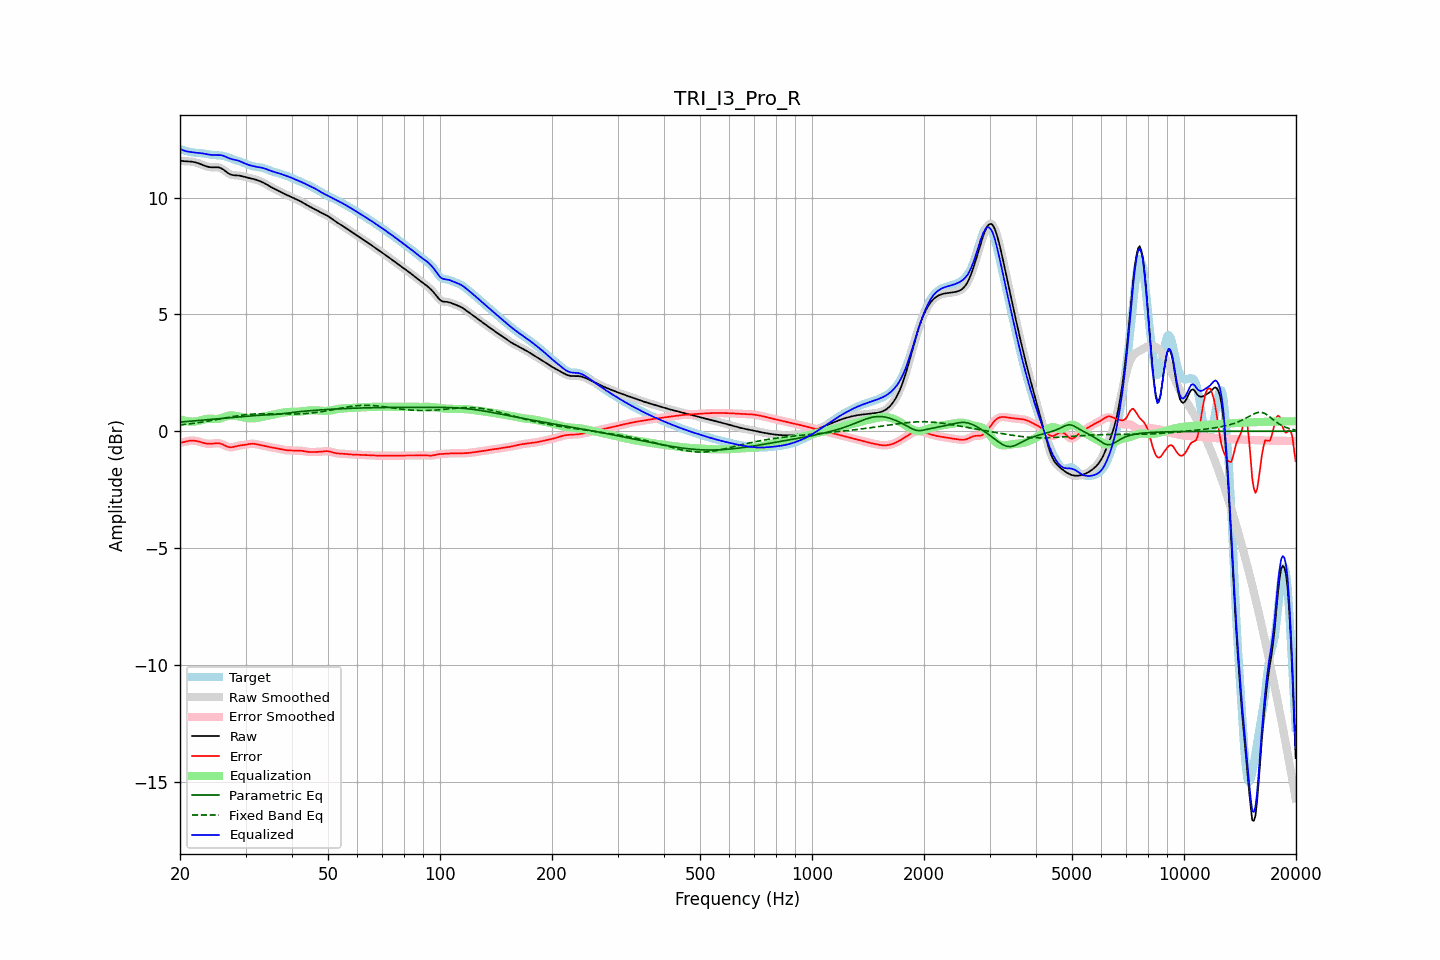 TRI_I3_Pro_R
Amplitude (dBr)
10
5
0
−5
−10
−15
Target
Raw Smoothed
Error Smoothed
Raw
Error
Equalization
Parametric Eq
Fixed Band Eq
Equalized
20 50 100 200 500 1000 2000 5000 10000 20000
Frequency (Hz)